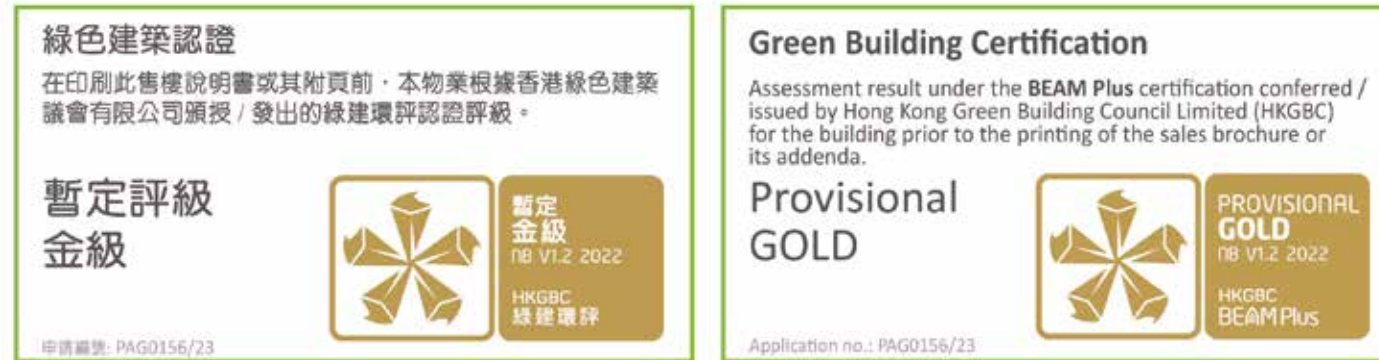 綠色建築認證
在印刷此售樓說明書或其附頁前，本物業根據香港綠色建築
議會有限公司頒授 / 發出的綠建環評認證評級。
暫定評級
金級
暫定
金級
NB V1.2 2022
HKGBC
綠建環評
申請編號: PAG0156/23
Green Building Certification
Assessment result under the BEAM Plus certification conferred /
issued by Hong Kong Green Building Council Limited (HKGBC)
for the building prior to the printing of the sales brochure or
its addenda.
Provisional
GOLD
PROVISIONAL
GOLD
NB V1.2 2022
HKGBC
BEAM Plus
Application no.: PAG0156/23